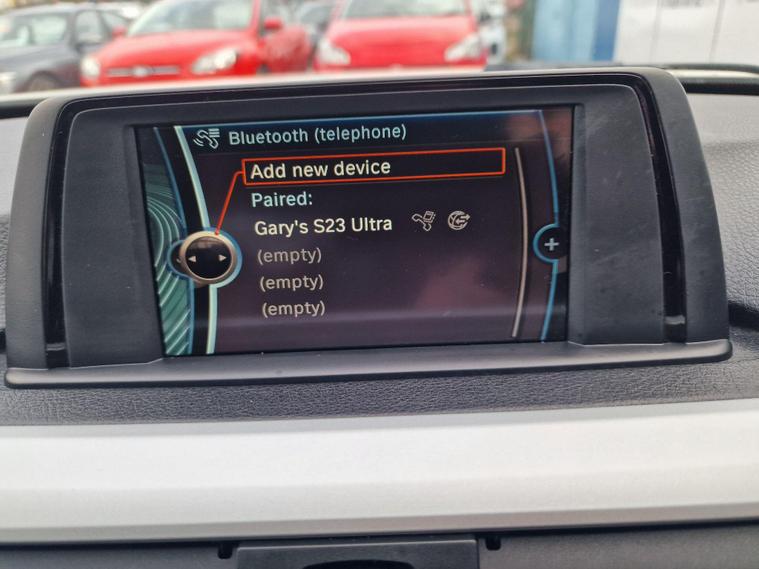 Bluetooth (telephone)
Add new device
Paired:
Gary's S23 Ultra
(empty)
(empty)
(empty)